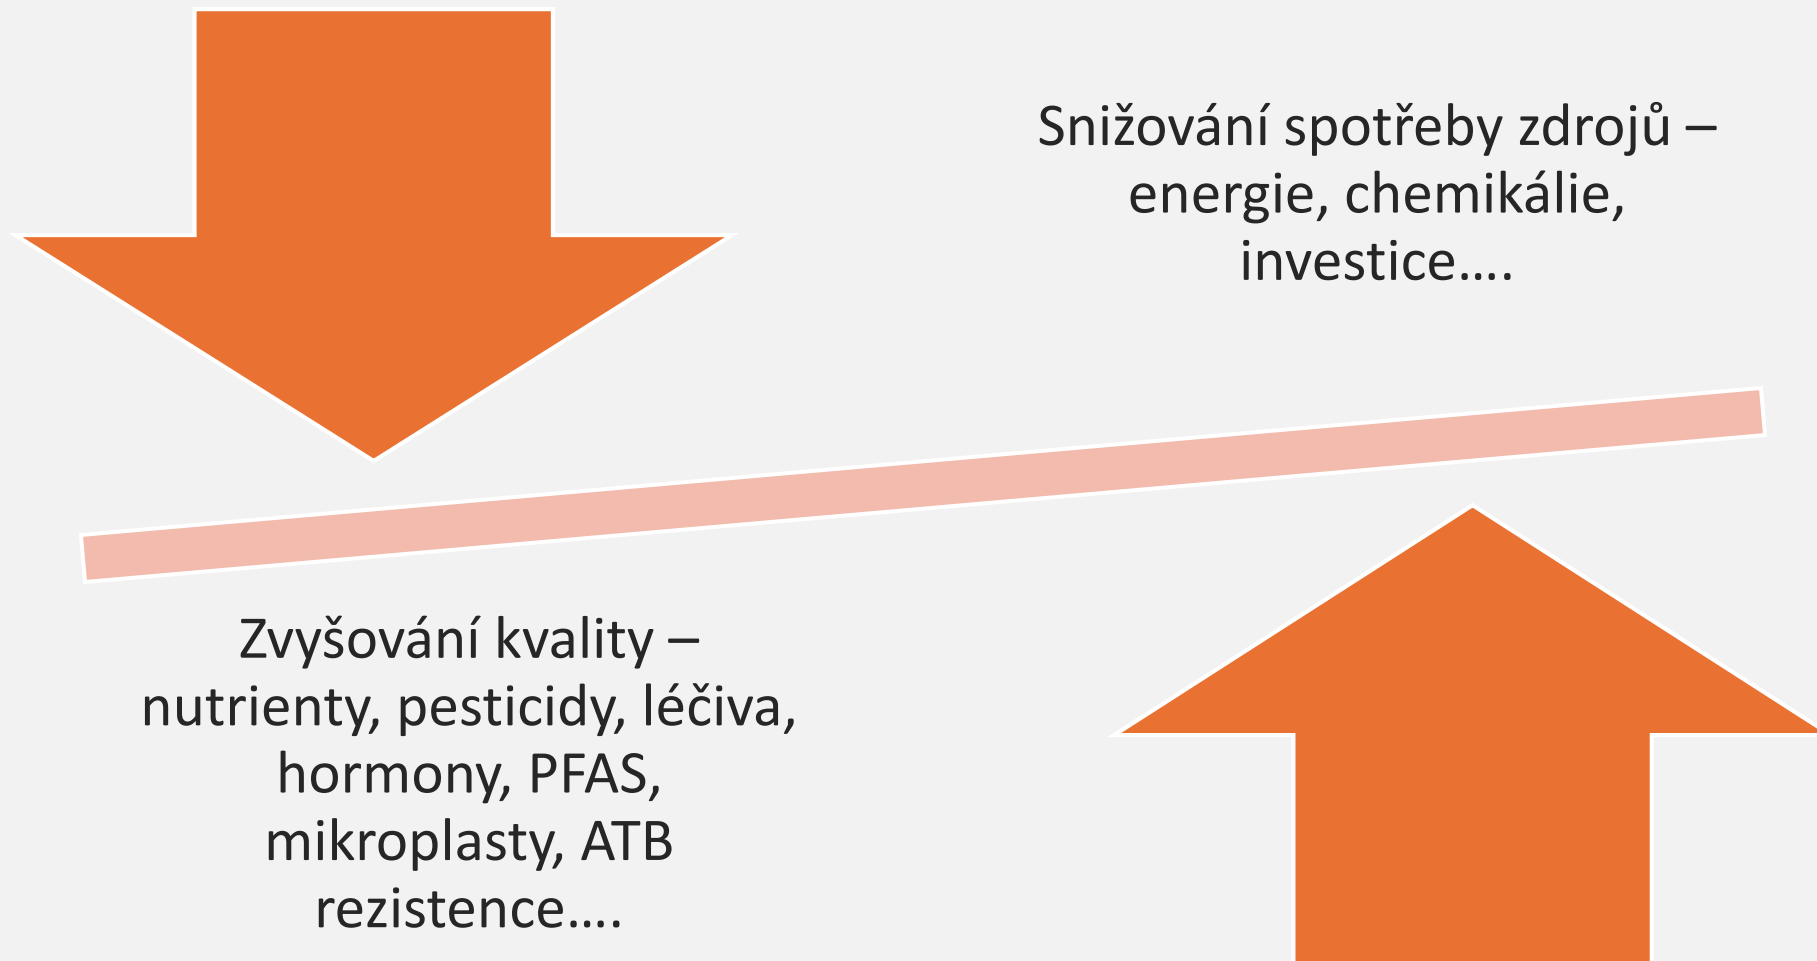 Snižování spotřeby zdrojů –
energie, chemikálie,
investice….
Zvyšování kvality –
nutrienty, pesticidy, léčiva,
hormony, PFAS,
mikroplasty, ATB
rezistence….